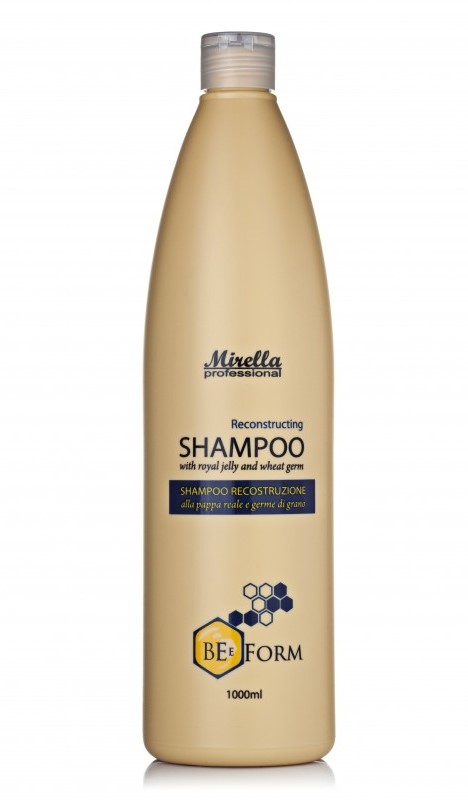 Mirella
professional
Reconstructing
SHAMPOO
with royal jelly and wheat germ
SHAMPOO RECOSTRUZIONE
alla pappa reale e germe di grano
BEE FORM
1000ml